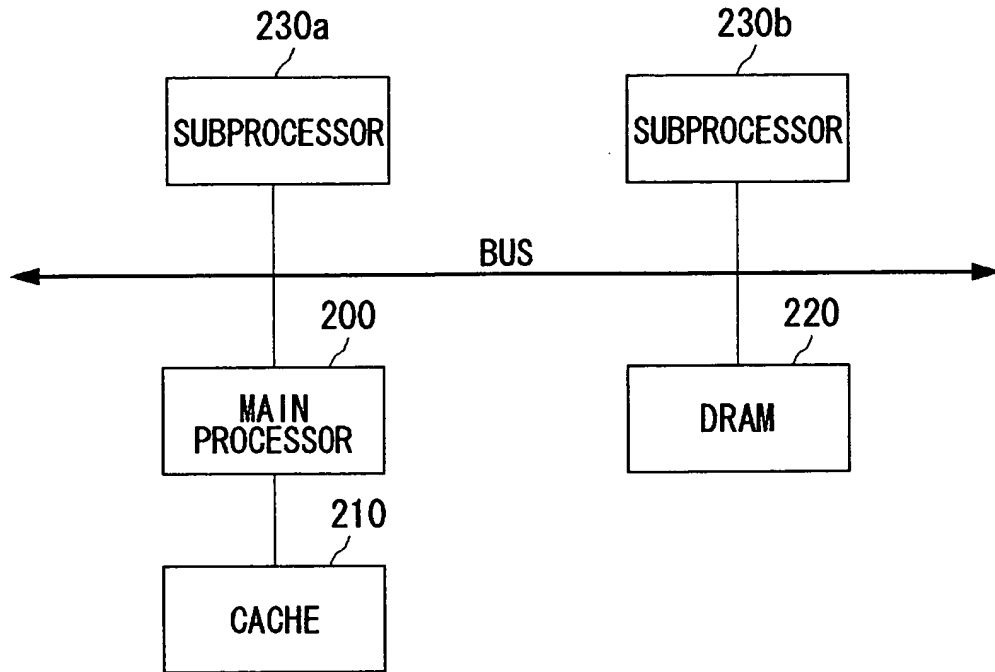 230a
230b
SUBPROCESSOR
SUBPROCESSOR
BUS
200
220
MAIN
PROCESSOR
DRAM
210
CACHE